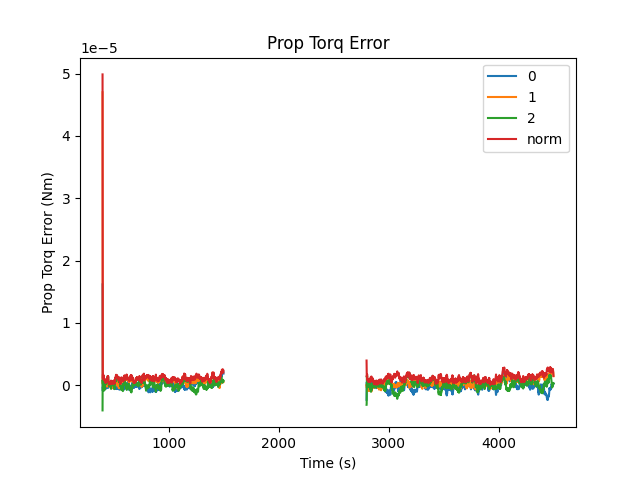 Prop Torq Error
1e−5
5
4
3
2
1
0
Prop Torq Error (Nm)
1000
2000
3000
4000
Time (s)
0
1
2
norm